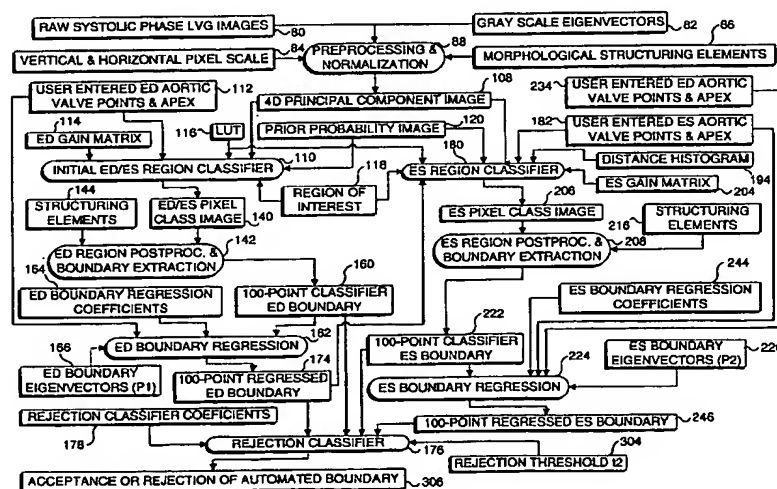 RAW SYSTOLIC PHASE LVG IMAGES
80
GRAY SCALE EIGENVECTORS
82
86
84
VERTICAL & HORIZONTAL PIXEL SCALE
PREPROCESSING &
NORMALIZATION
88
MORPHOLOGICAL STRUCTURING ELEMENTS
USER ENTERED ED AORTIC
VALVE POINTS & APEX
112
108
4D PRINCIPAL COMPONENT IMAGE
234
USER ENTERED ED AORTIC
VALVE POINTS & APEX
114
ED GAIN MATRIX
116
LUT
120
PRIOR PROBABILITY IMAGE
182
USER ENTERED ES AORTIC
VALVE POINTS & APEX
INITIAL ED/ES REGION CLASSIFIER
110
180
ES REGION CLASSIFIER
DISTANCE HISTOGRAM
194
118
REGION OF
INTEREST
ES GAIN MATRIX
204
144
STRUCTURING
ELEMENTS
ED/ES PIXEL
CLASS IMAGE
140
206
ES PIXEL CLASS IMAGE
216
STRUCTURING
ELEMENTS
142
ED REGION POSTPROC. &
BOUNDARY EXTRACTION
ES REGION POSTPROC. &
BOUNDARY EXTRACTION
208
164
ED BOUNDARY REGRESSION
COEFFICIENTS
160
100-POINT CLASSIFIER
ED BOUNDARY
244
ES BOUNDARY REGRESSION
COEFFICIENTS
162
ED BOUNDARY REGRESSION
222
100-POINT CLASSIFIER
ES BOUNDARY
166
ED BOUNDARY
EIGENVECTORS (P1)
174
100-POINT REGRESSED
ED BOUNDARY
224
ES BOUNDARY REGRESSION
ES BOUNDARY
EIGENVECTORS (P2)
REJECTION CLASSIFIER COEFICIENTS
178
100-POINT REGRESSED ES BOUNDARY
246
REJECTION CLASSIFIER
176
304
REJECTION THRESHOLD t2
ACCEPTANCE OR REJECTION OF AUTOMATED BOUNDARY
306